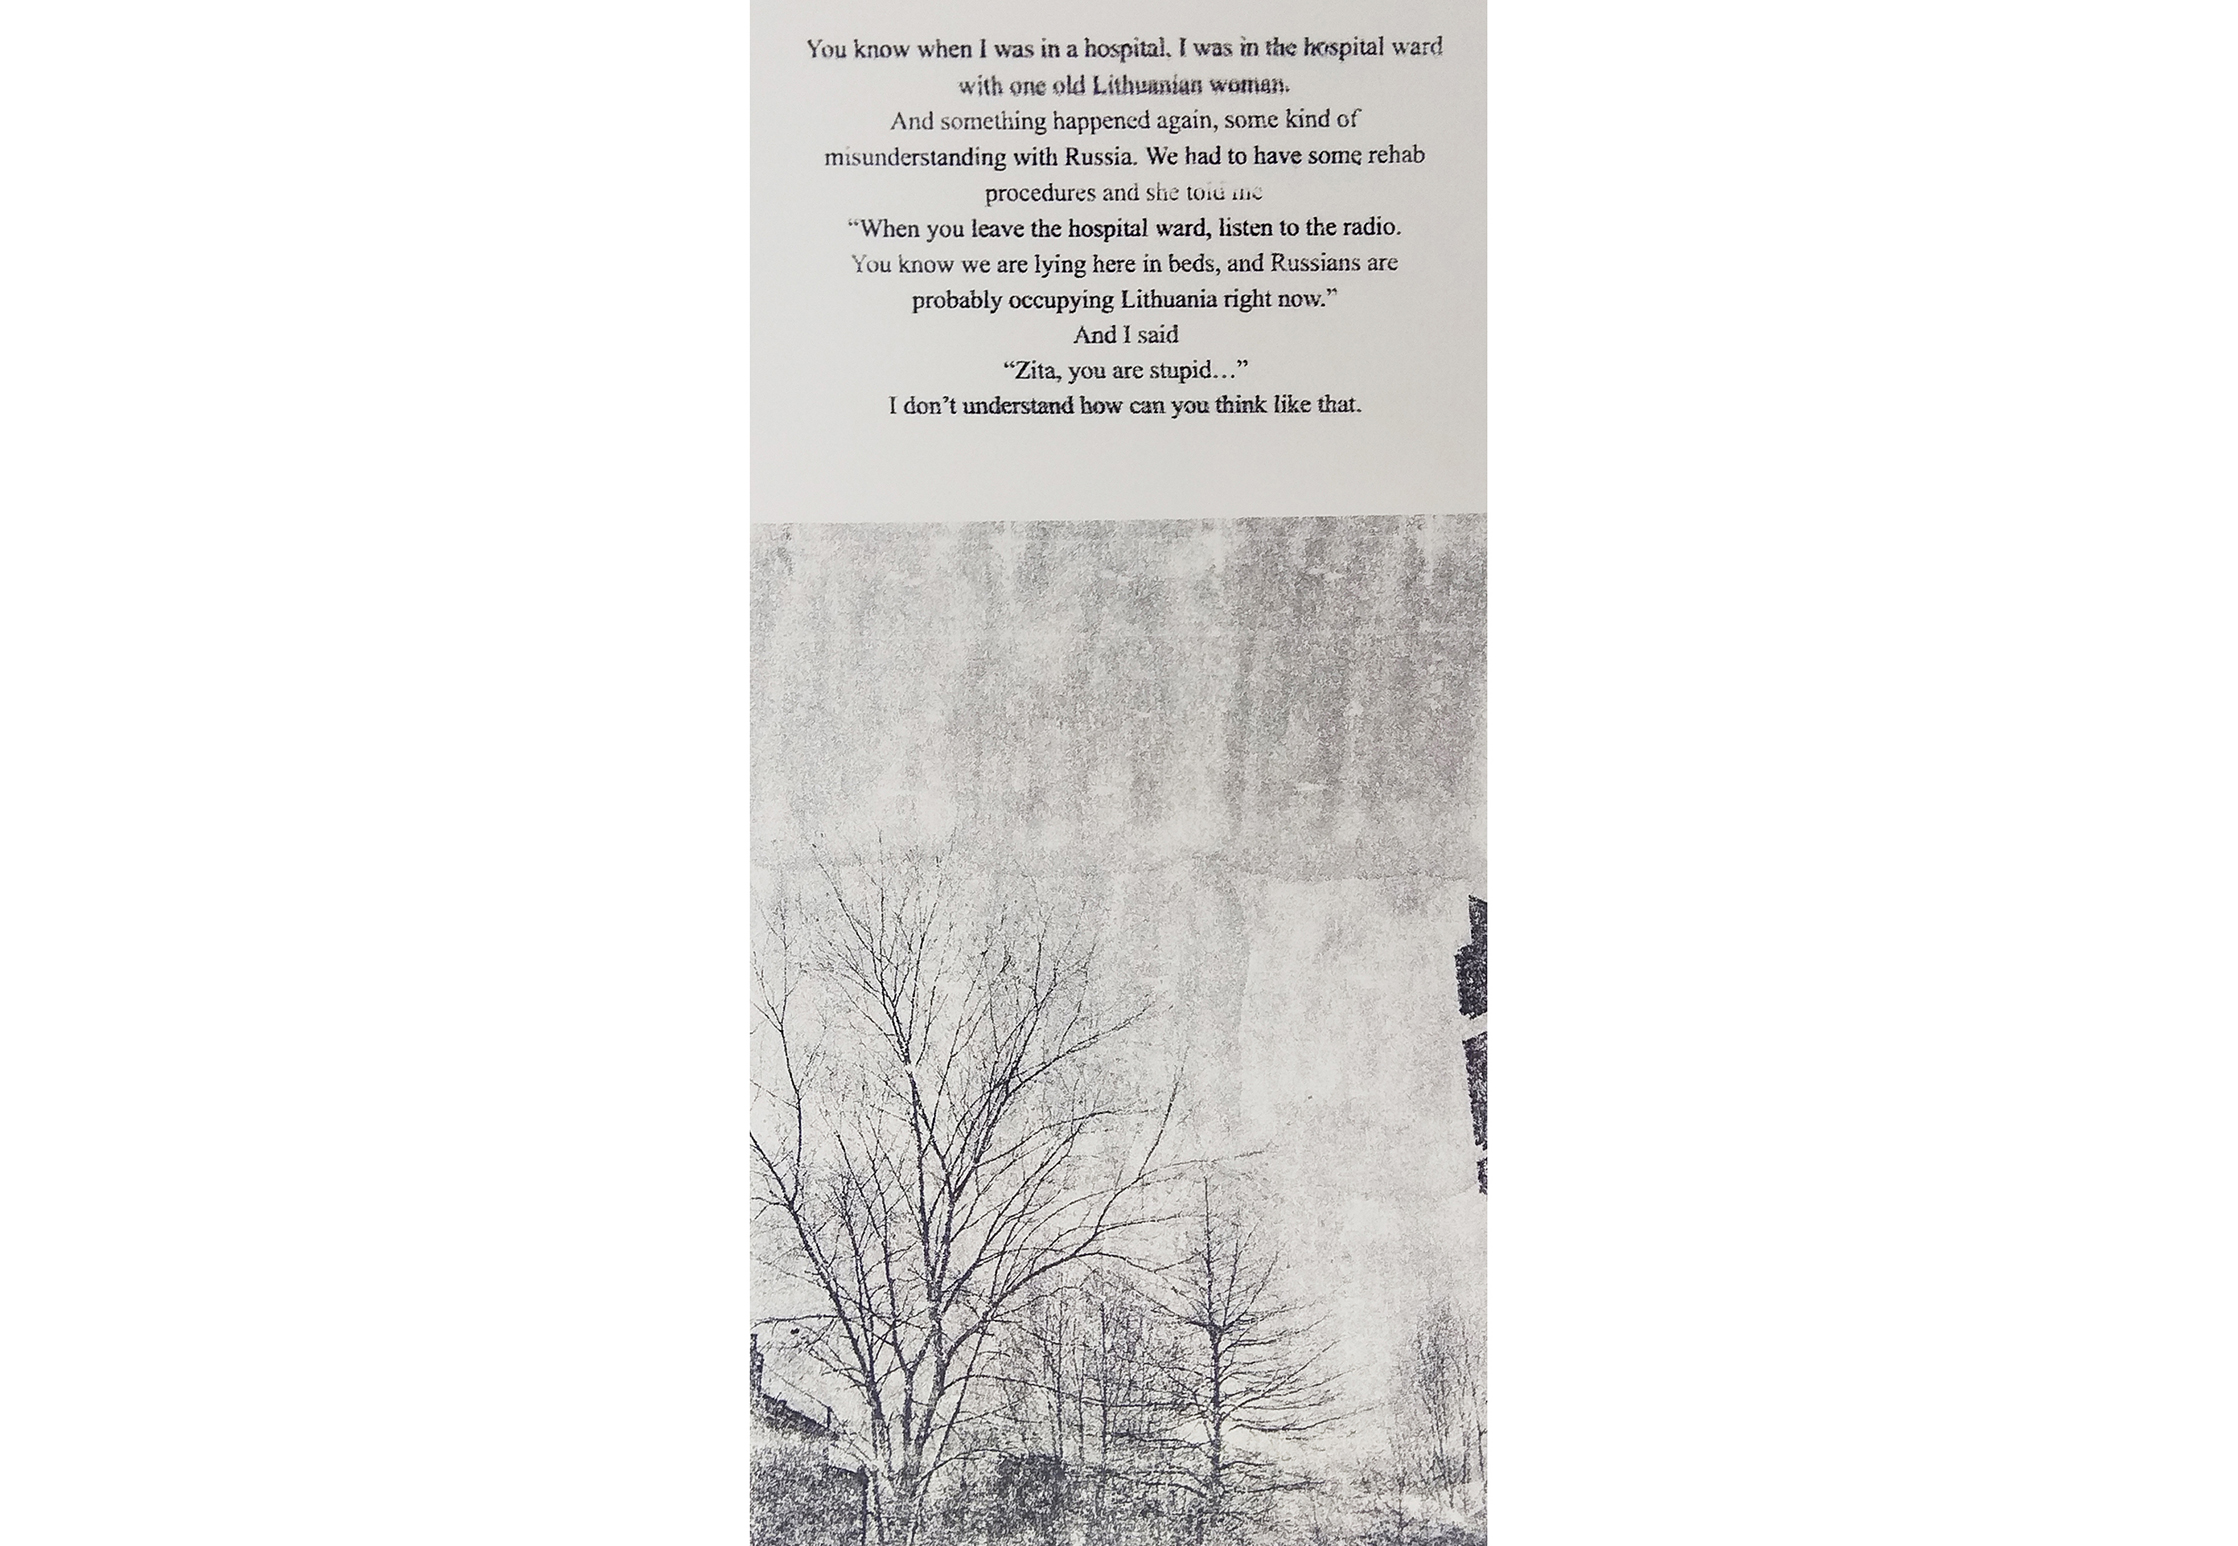 You know when I was in a hospital. I was in the hospital ward
with one old Lithuanian woman.
And something happened again, some kind of
misunderstanding with Russia. We had to have some rehab
procedures and she told me
“When you leave the hospital ward, listen to the radio.
You know we are lying here in beds, and Russians are
probably occupying Lithuania right now.”
And I said
“Zita, you are stupid…”
I don’t understand how can you think like that.